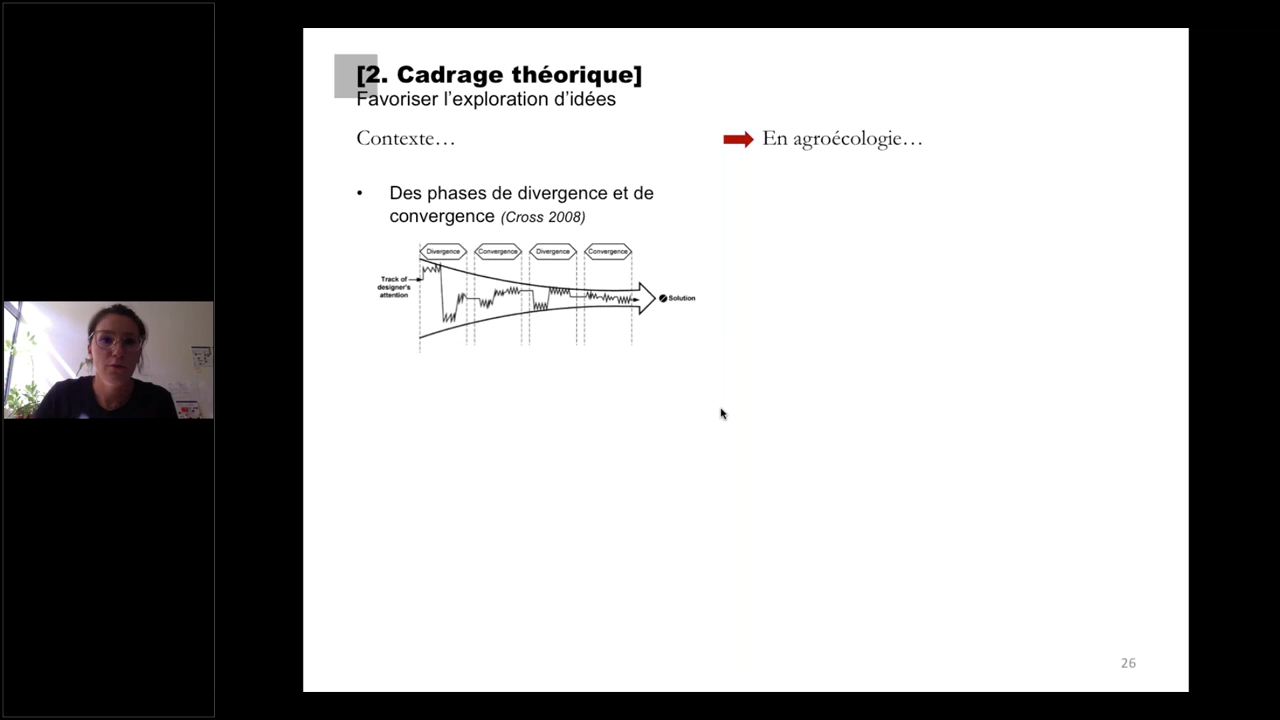 [2. Cadrage théorique]
Favoriser l'exploration d'idées
Contexte…
En agroécologie…
• Des phases de divergence et de
convergence (Cross 2008)
Divergence Convergence Divergence Convergence
Track of
designer's
attention
Solution
26